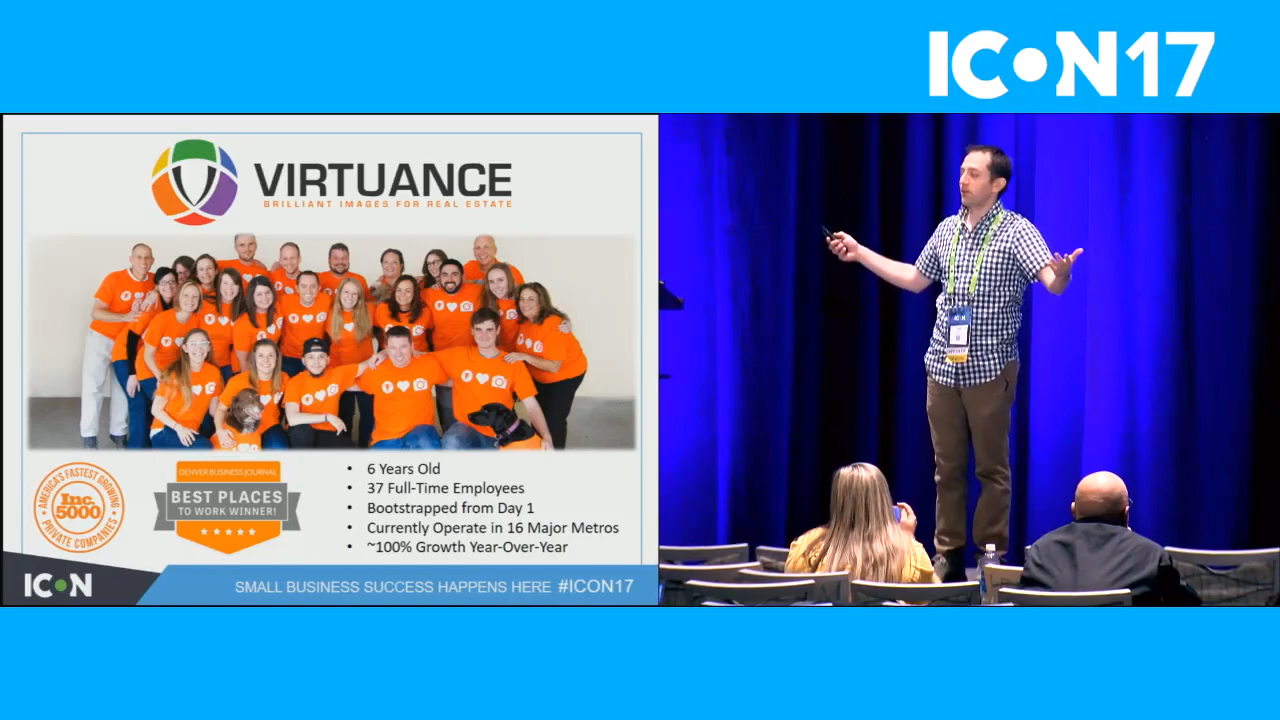 ICON17
VIRTUANCE
BRILLIANT IMAGES FOR REAL ESTATE
AMERICA'S FASTEST GROWING
Inc.
5000
PRIVATE COMPANIES
DENVER BUSINESS JOURNAL
BEST PLACES
TO WORK WINNER!
• 6 Years Old
• 37 Full-Time Employees
• Bootstrapped from Day 1
• Currently Operate in 16 Major Metros
• ~100% Growth Year-Over-Year
ICON
SMALL BUSINESS SUCCESS HAPPENS HERE #ICON17
ICON